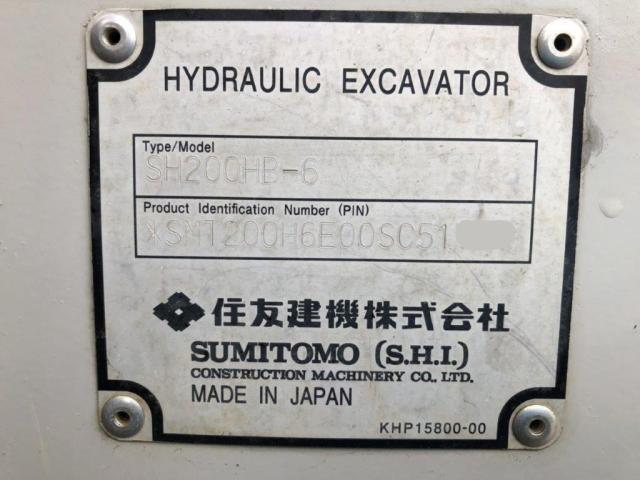 HYDRAULIC EXCAVATOR
Type/Model
SH200HB-6
Product Identification Number (PIN)
*SMT200H6E00SC51
住友建機株式会社
SUMITOMO (S.H.I.)
CONSTRUCTION MACHINERY CO., LTD.
MADE IN JAPAN
KHP15800-00